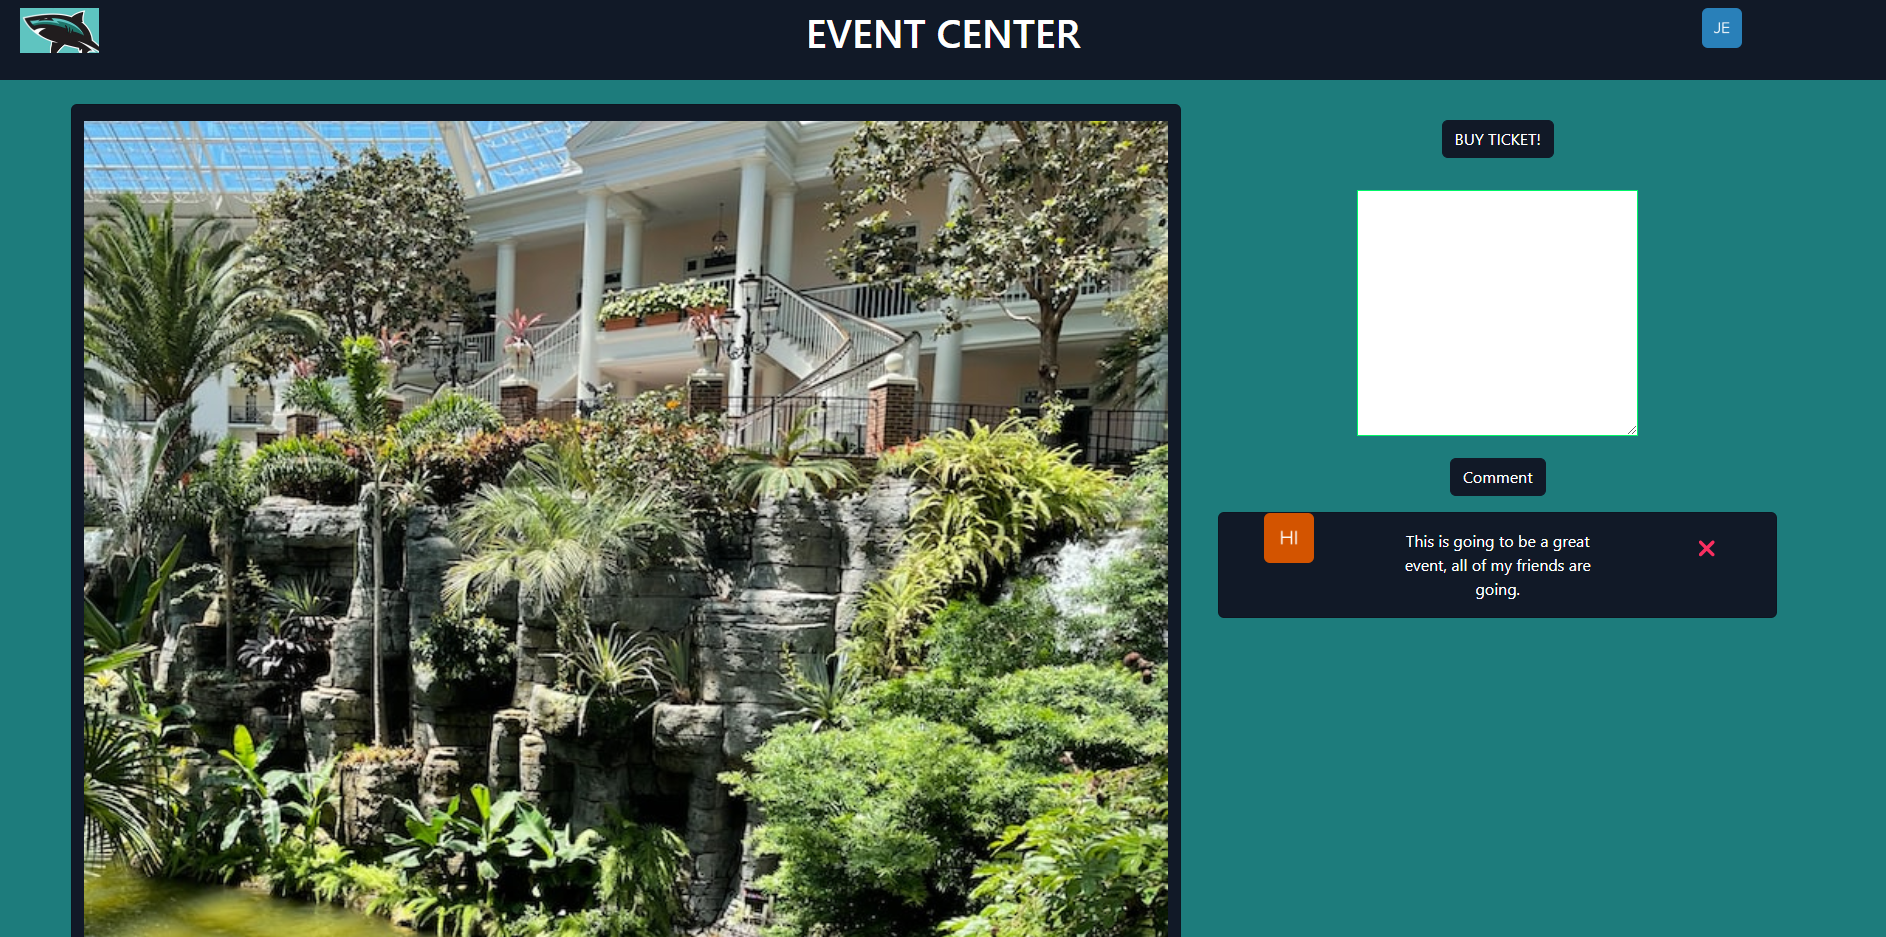 EVENT CENTER
JE
BUY TICKET!
Comment
HI
This is going to be a great
event, all of my friends are
going.